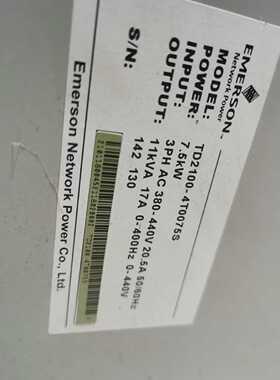 EMERSON
Network Power
MODEL: TD2100-4T0075S
POWER: 7.5kW
INPUT: 3PH AC 380-440V 20.5A 50/60Hz
OUTPUT: 11kVA 17A 0-400Hz 0-440V
142 130
S/N:
Emerson Network Power Co., Ltd.